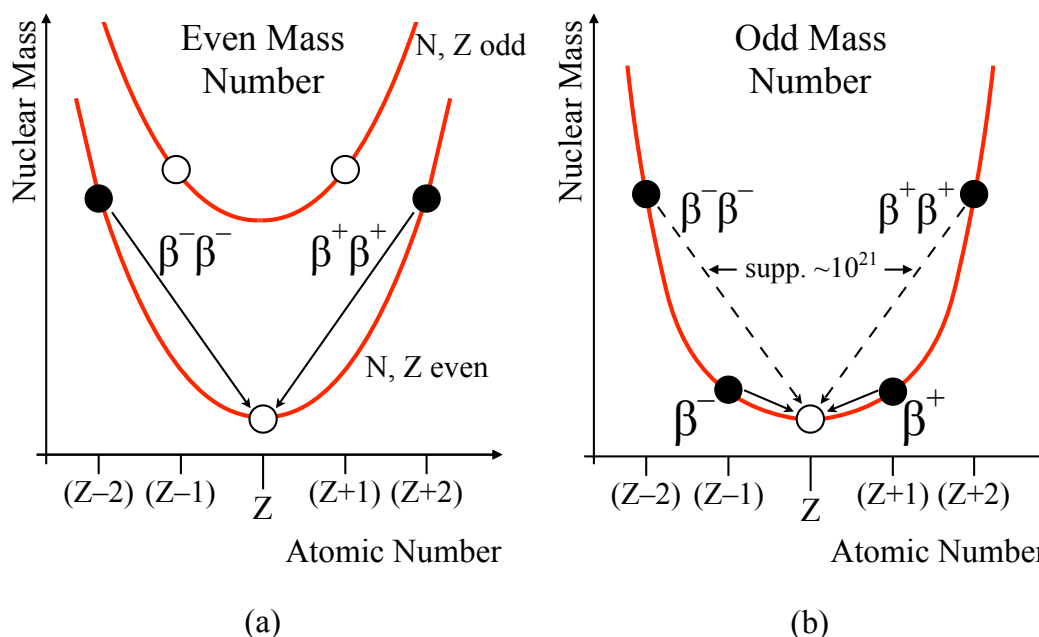 Even Mass
Number
N, Z odd
Nuclear Mass
β⁻β⁻
β⁺β⁺
N, Z even
(Z–2)
(Z–1)
Z
(Z+1)
(Z+2)
Atomic Number
(a)
Odd Mass
Number
Nuclear Mass
β⁻β⁻
β⁺β⁺
supp. ~10²¹
β⁻
β⁺
(Z–2)
(Z–1)
Z
(Z+1)
(Z+2)
Atomic Number
(b)